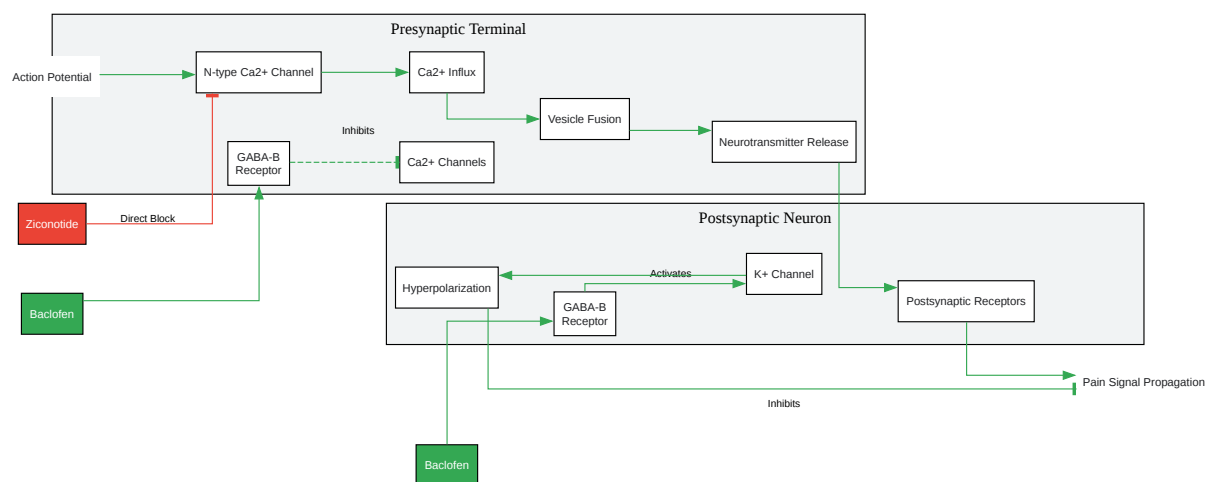 Presynaptic Terminal
Action Potential
N-type Ca2+ Channel
Ca2+ Influx
Vesicle Fusion
Neurotransmitter Release
Inhibits
GABA-B
Receptor
Ca2+ Channels
Ziconotide
Direct Block
Postsynaptic Neuron
Hyperpolarization
Activates
K+ Channel
GABA-B
Receptor
Postsynaptic Receptors
Baclofen
Pain Signal Propagation
Inhibits
Baclofen